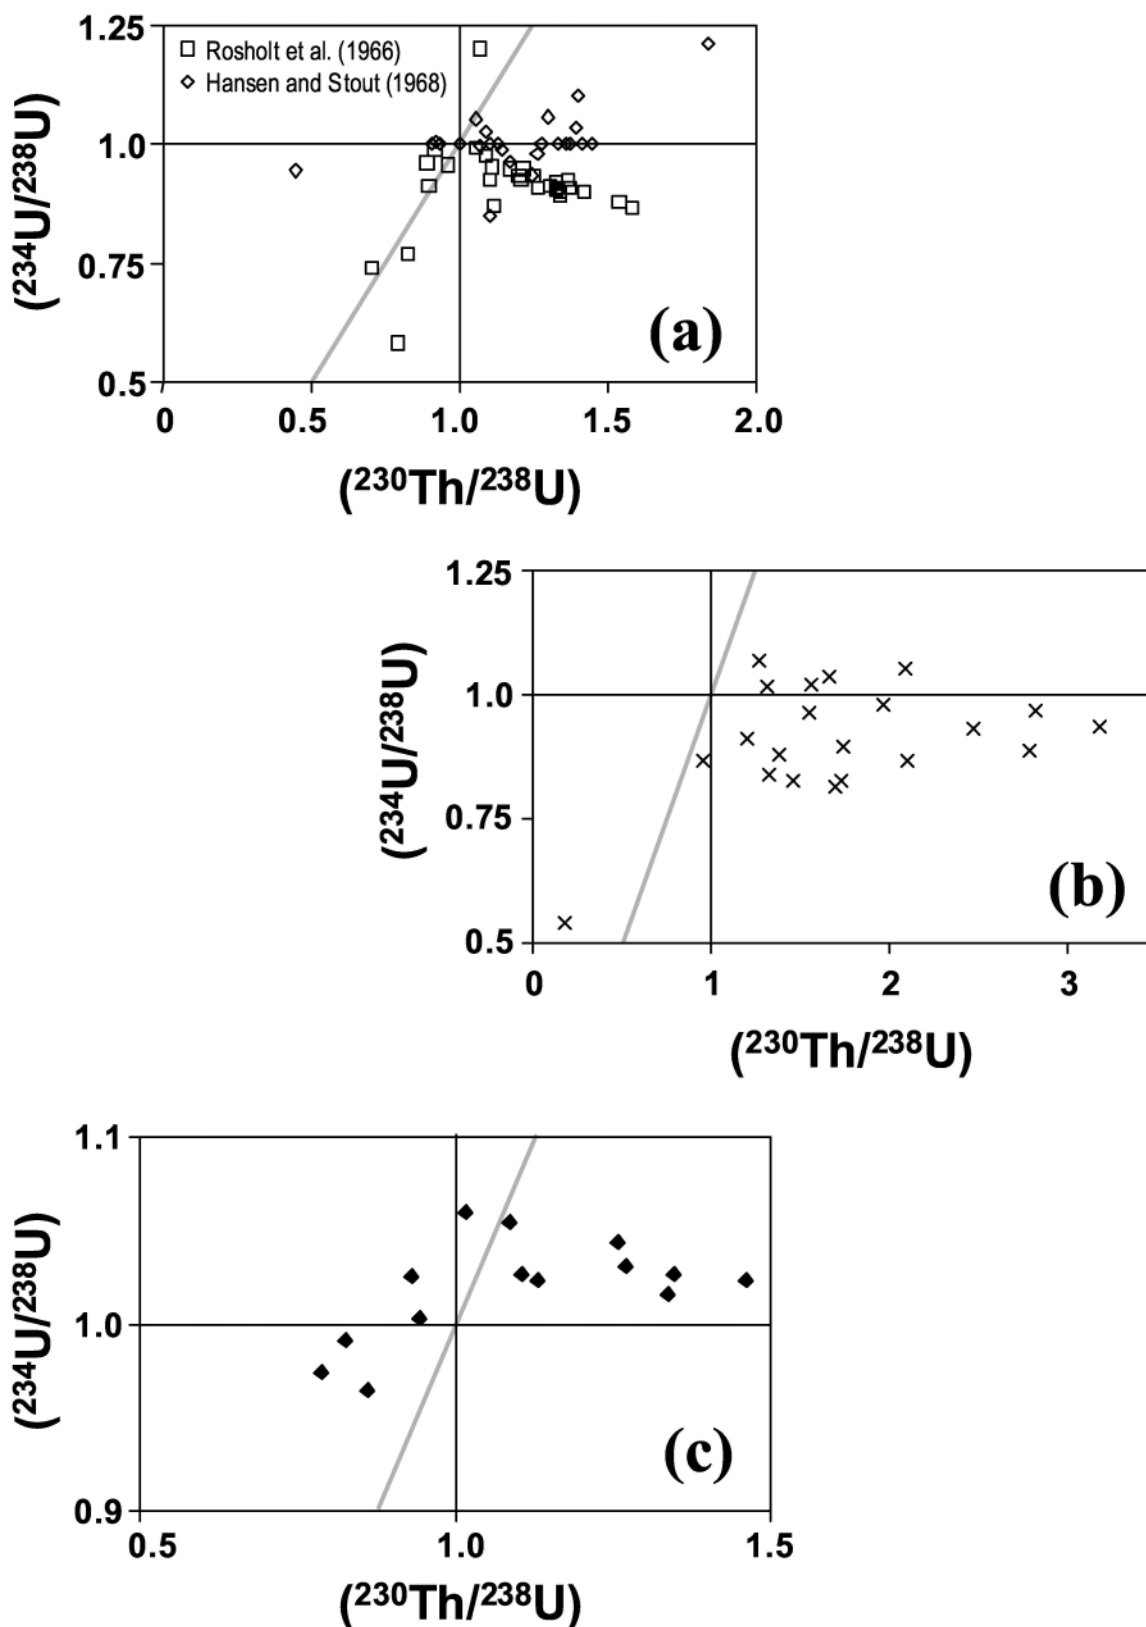 1.25
1.0
0.75
0.5
(²³⁴U/²³⁸U)
□ Rosholt et al. (1966)
◇ Hansen and Stout (1968)
(a)
0 0.5 1.0 1.5 2.0
(²³⁰Th/²³⁸U)
1.25
1.0
0.75
0.5
(²³⁴U/²³⁸U)
(b)
0 1 2 3
(²³⁰Th/²³⁸U)
1.1
1.0
0.9
(²³⁴U/²³⁸U)
(c)
0.5 1.0 1.5
(²³⁰Th/²³⁸U)